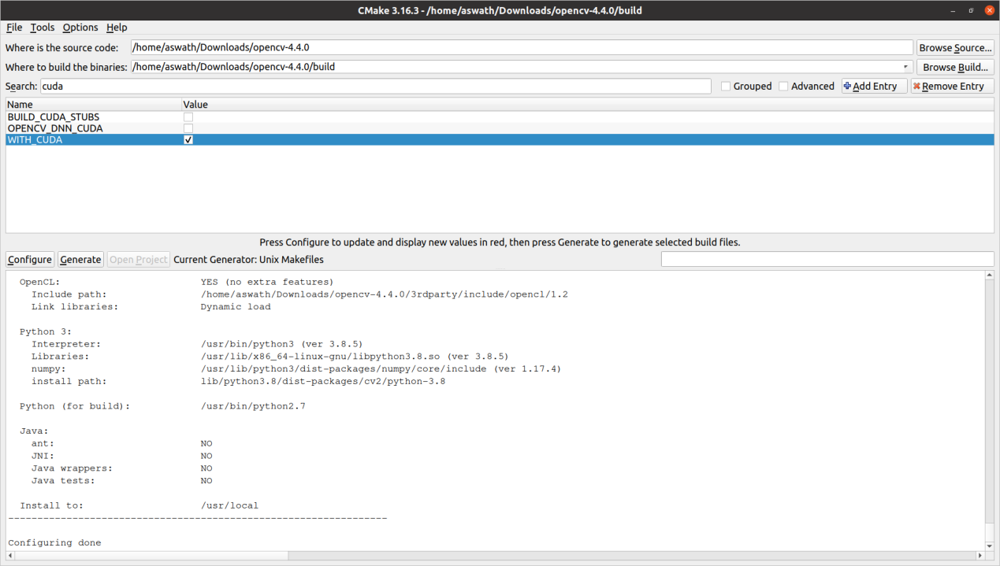 CMake 3.16.3 - /home/aswath/Downloads/opencv-4.4.0/build
File Tools Options Help
Where is the source code: /home/aswath/Downloads/opencv-4.4.0 Browse Source...
Where to build the binaries: /home/aswath/Downloads/opencv-4.4.0/build Browse Build...
Search: cuda Grouped Advanced Add Entry Remove Entry
Name Value
BUILD_CUDA_STUBS
OPENCV_DNN_CUDA
WITH_CUDA
Press Configure to update and display new values in red, then press Generate to generate selected build files.
Configure Generate Open Project Current Generator: Unix Makefiles
OpenCL: YES (no extra features)
Include path: /home/aswath/Downloads/opencv-4.4.0/3rdparty/include/opencl/1.2
Link libraries: Dynamic load
Python 3:
Interpreter: /usr/bin/python3 (ver 3.8.5)
Libraries: /usr/lib/x86_64-linux-gnu/libpython3.8.so (ver 3.8.5)
numpy: /usr/lib/python3/dist-packages/numpy/core/include (ver 1.17.4)
install path: lib/python3.8/dist-packages/cv2/python-3.8
Python (for build): /usr/bin/python2.7
Java:
ant: NO
JNI: NO
Java wrappers: NO
Java tests: NO
Install to: /usr/local
-----------------------------------------------------------------
Configuring done